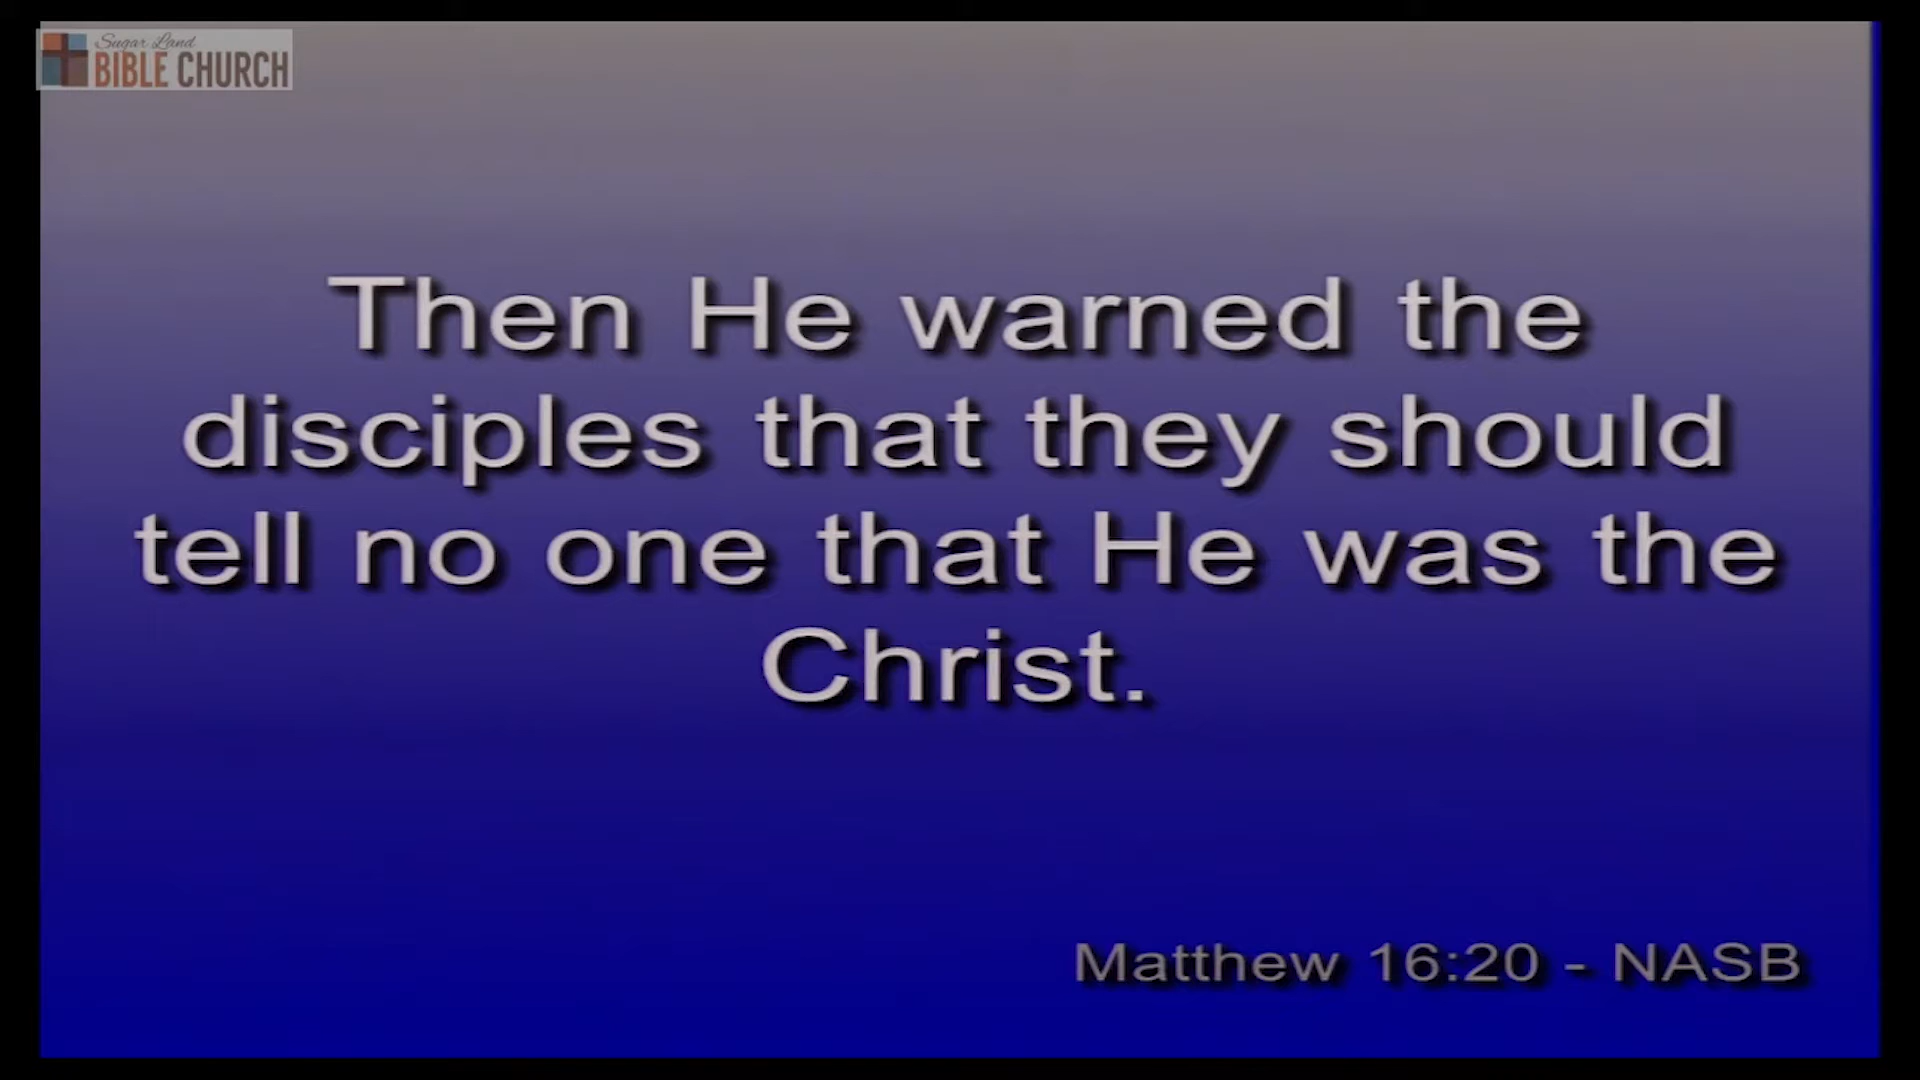 Sugar Land
BIBLE CHURCH
Then He warned the
disciples that they should
tell no one that He was the
Christ.
Matthew 16:20 - NASB